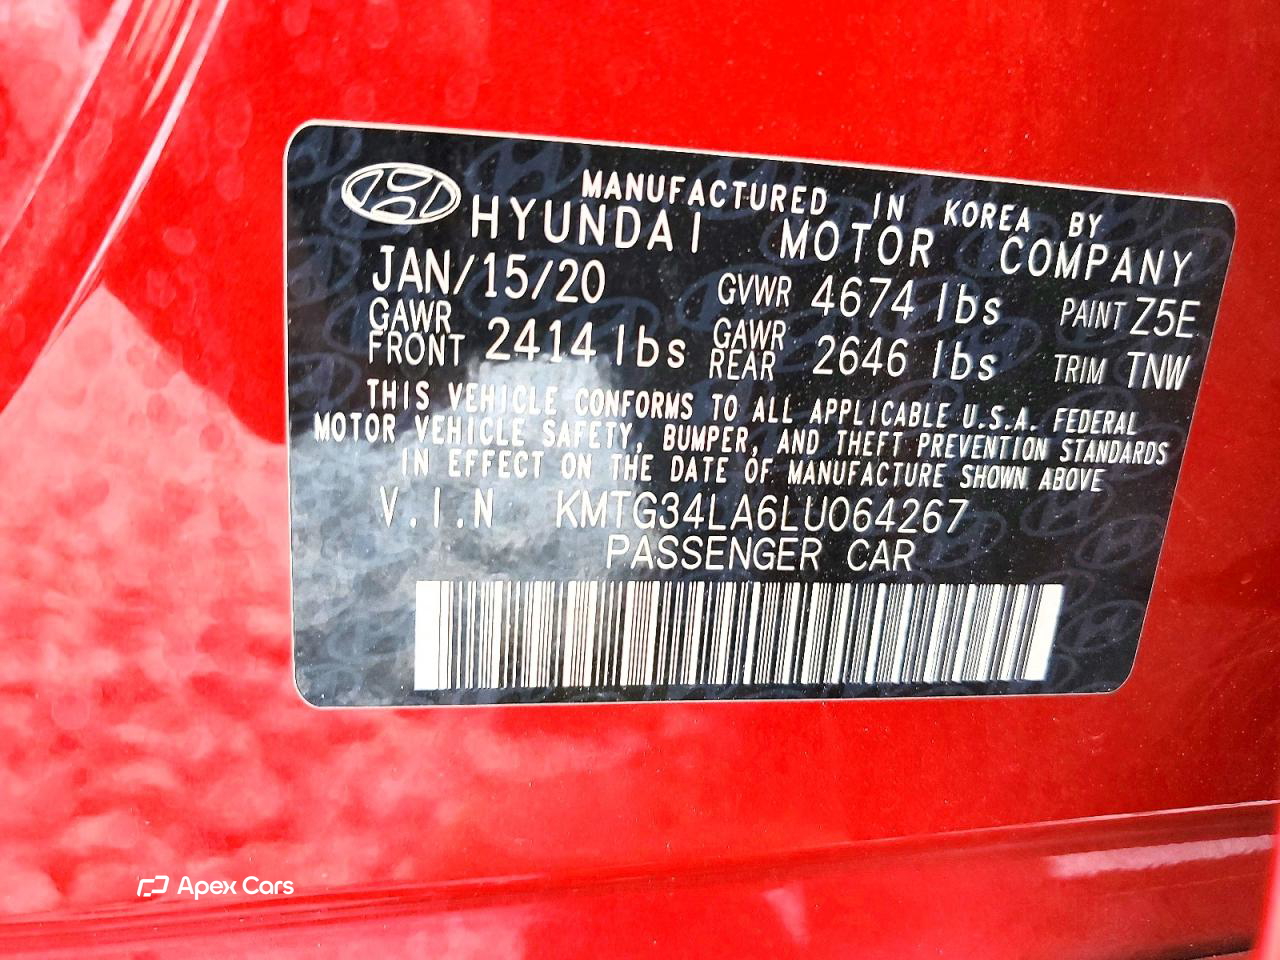 MANUFACTURED IN KOREA BY
HYUNDAI MOTOR COMPANY
JAN/15/20 GVWR 4674 lbs PAINT Z5E
GAWR FRONT 2414 lbs GAWR REAR 2646 lbs TRIM TNW
THIS VEHICLE CONFORMS TO ALL APPLICABLE U.S.A. FEDERAL
MOTOR VEHICLE SAFETY, BUMPER, AND THEFT PREVENTION STANDARDS
IN EFFECT ON THE DATE OF MANUFACTURE SHOWN ABOVE
V.I.N KMTG34LA6LU064267
PASSENGER CAR
Apex Cars